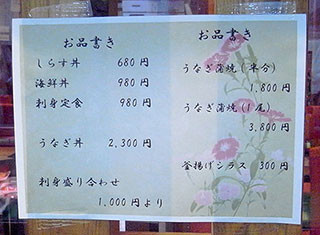 お品書き
しらす丼 680円
海鮮丼 980円
刺身定食 980円
うなぎ丼 2,300円
刺身盛り合わせ
1,000円より
お品書き
うなぎ蒲焼(半分)
1,800円
うなぎ蒲焼(1尾)
3,800円
釜揚げシラス 300円